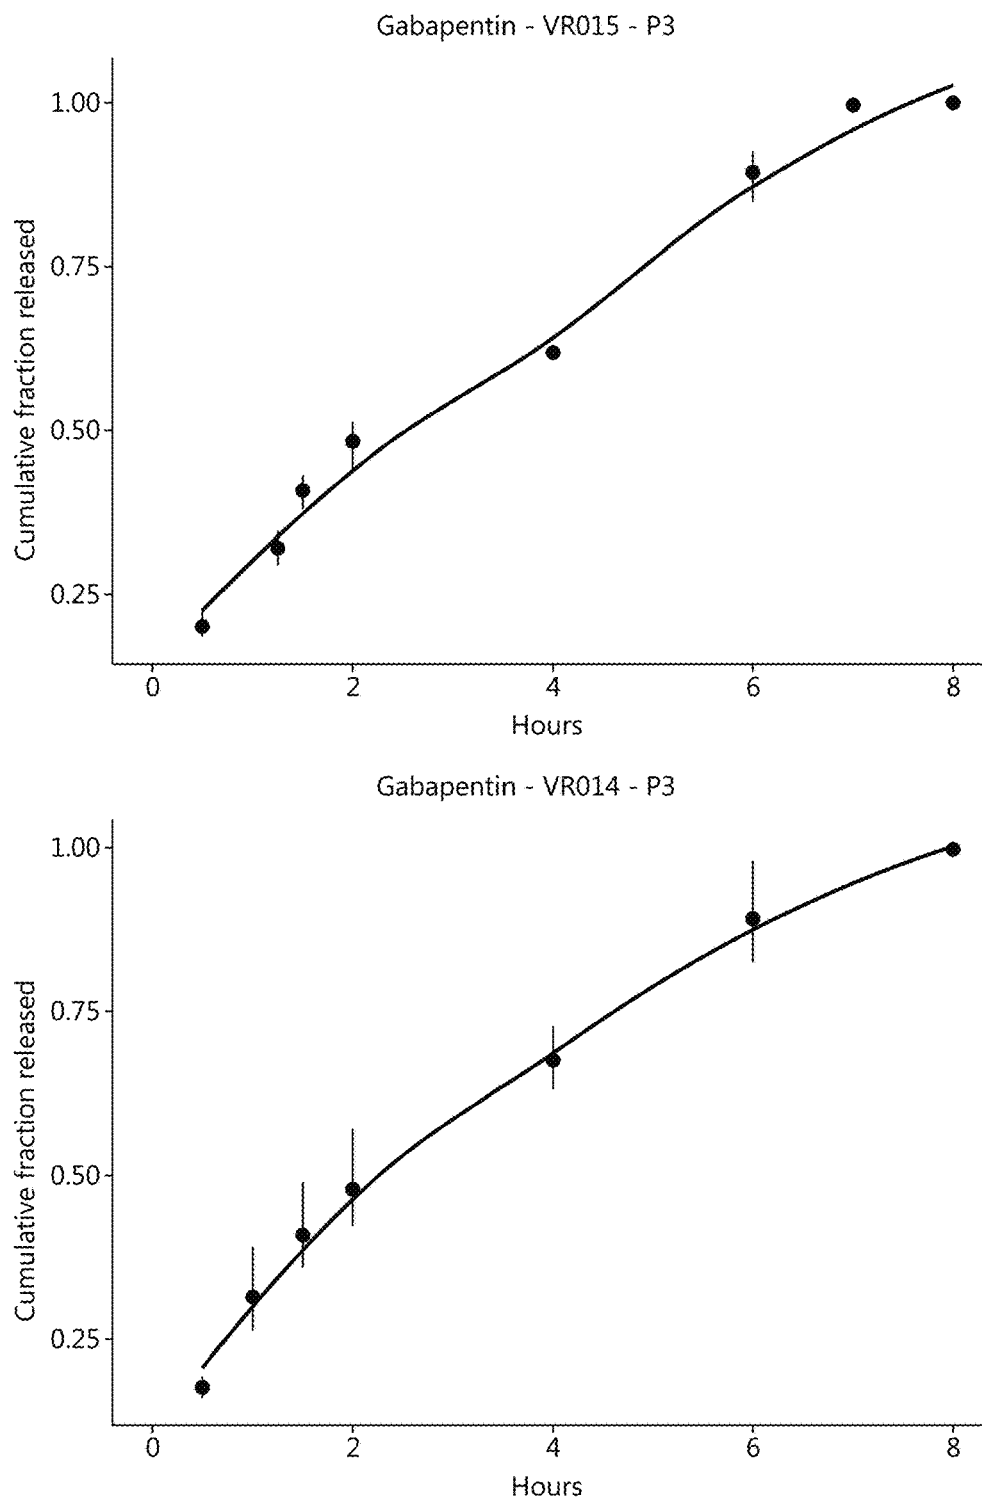 Gabapentin - VR015 - P3
Cumulative fraction released
1.00
0.75
0.50
0.25
0 2 4 6 8
Hours
Gabapentin - VR014 - P3
Cumulative fraction released
1.00
0.75
0.50
0.25
0 2 4 6 8
Hours